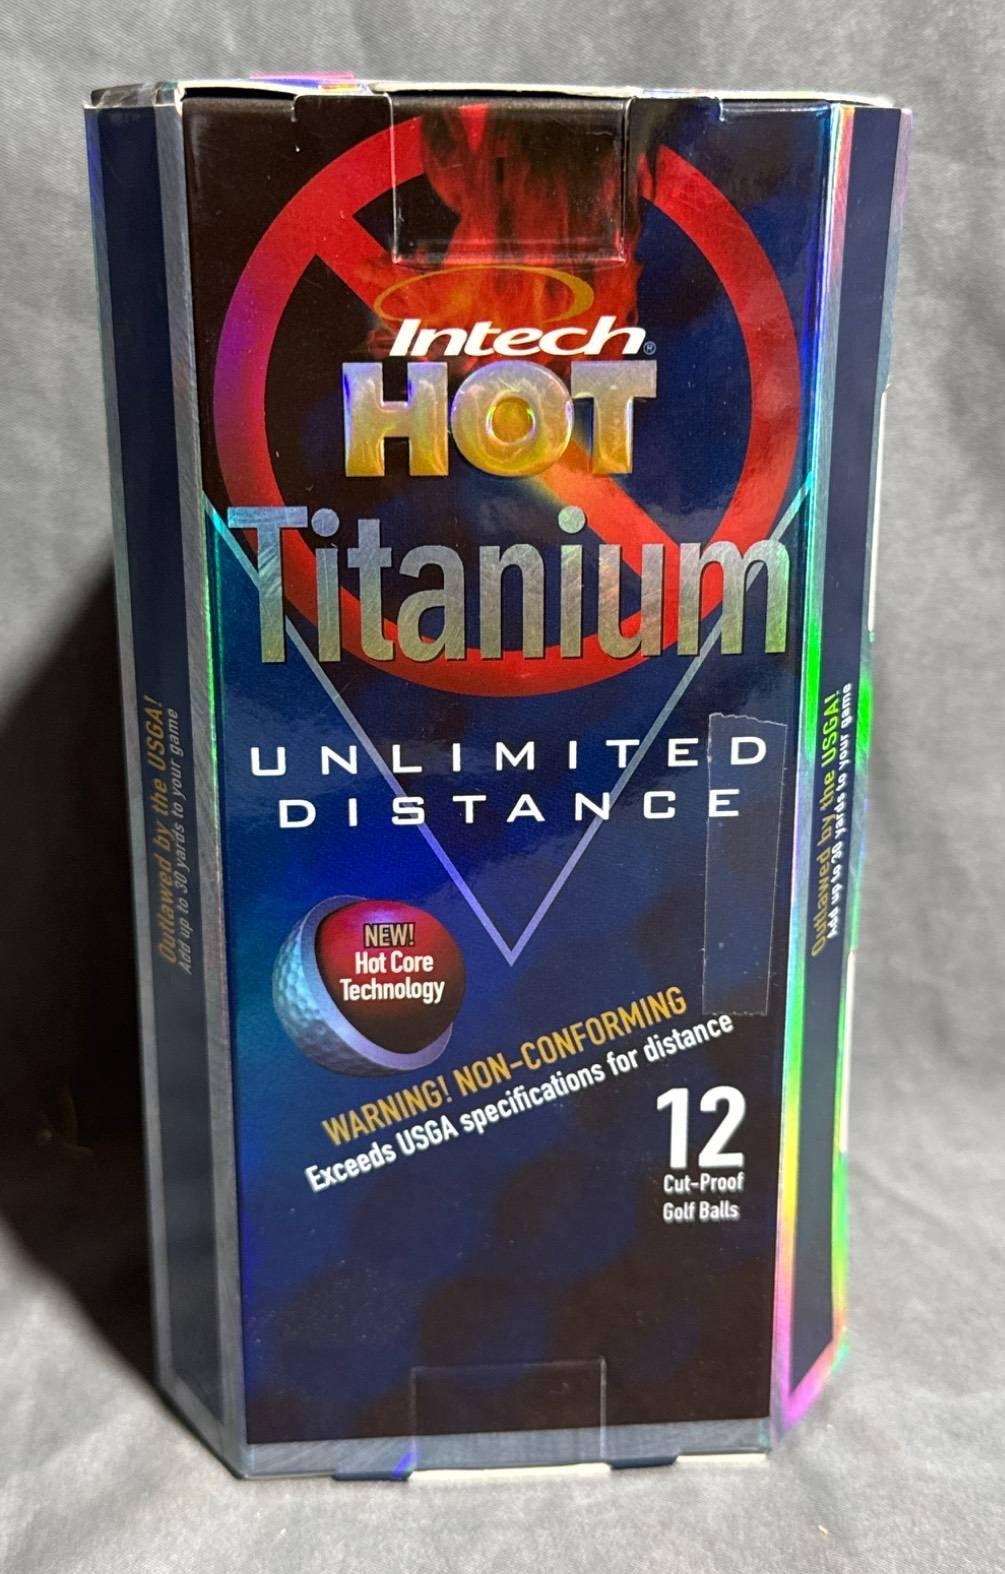 Intech®
HOT
Titanium
UNLIMITED
DISTANCE
NEW!
Hot Core
Technology
WARNING! NON-CONFORMING
Exceeds USGA specifications for distance
12
Cut-Proof
Golf Balls
Outlawed by the USGA!
Add up to 30 yards to your game
Outlawed by the USGA!
Add up to 30 yards to your game